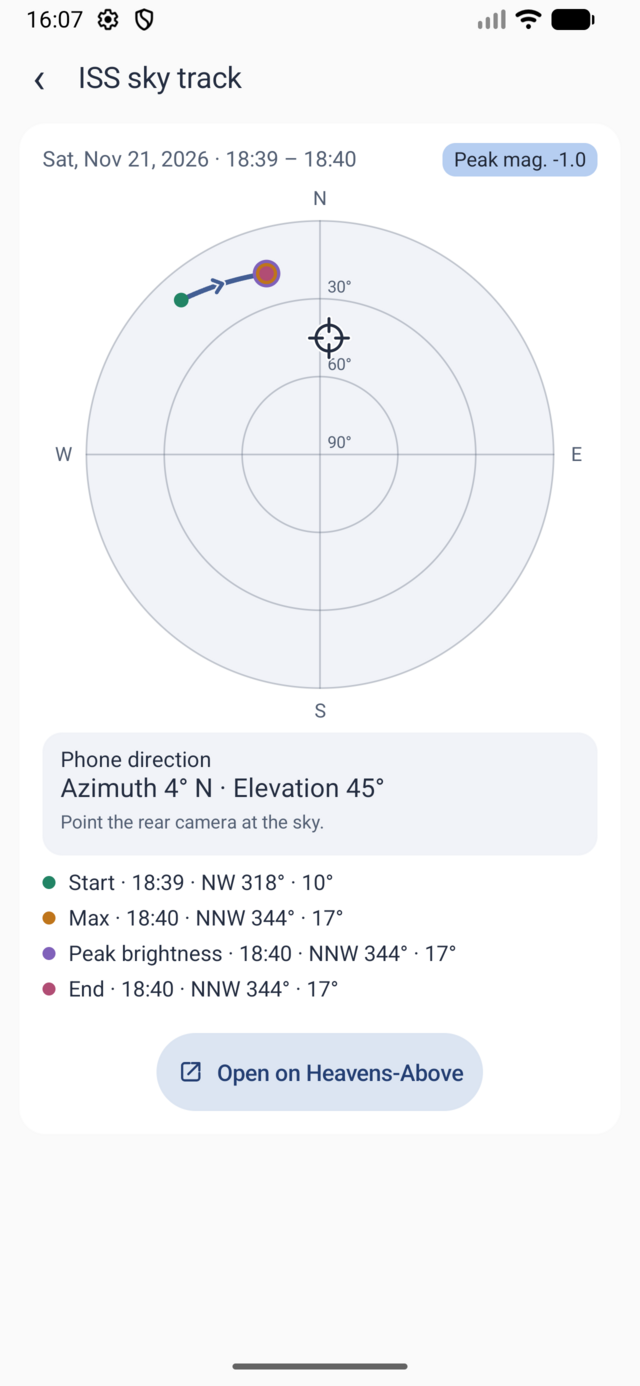 16:07
ISS sky track
Sat, Nov 21, 2026 · 18:39 – 18:40
Peak mag. -1.0
N
30°
60°
90°
W
E
S
Phone direction
Azimuth 4° N · Elevation 45°
Point the rear camera at the sky.
Start · 18:39 · NW 318° · 10°
Max · 18:40 · NNW 344° · 17°
Peak brightness · 18:40 · NNW 344° · 17°
End · 18:40 · NNW 344° · 17°
Open on Heavens-Above